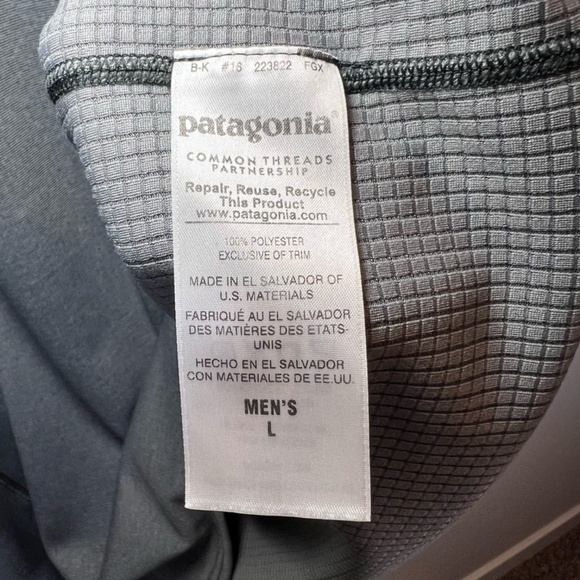 B-K #16 223822 FGX
patagonia®
COMMON THREADS
PARTNERSHIP
Repair, Reuse, Recycle
This Product
www.patagonia.com
100% POLYESTER
EXCLUSIVE OF TRIM
MADE IN EL SALVADOR OF
U.S. MATERIALS
FABRIQUÉ AU EL SALVADOR
DES MATIÈRES DES ETATS-
UNIS
HECHO EN EL SALVADOR
CON MATERIALES DE EE.UU.
MEN'S
L